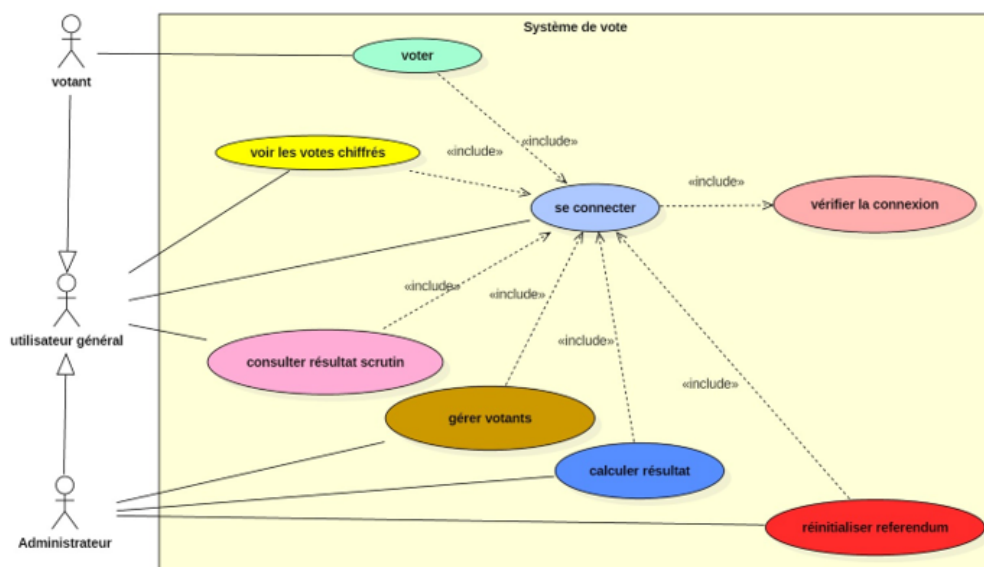 Système de vote
voter
votant
«include»
voir les votes chiffrés
«include»
«include»
se connecter
vérifier la connexion
«include»
«include»
utilisateur général
«include»
consulter résultat scrutin
«include»
gérer votants
calculer résultat
réinitialiser referendum
Administrateur